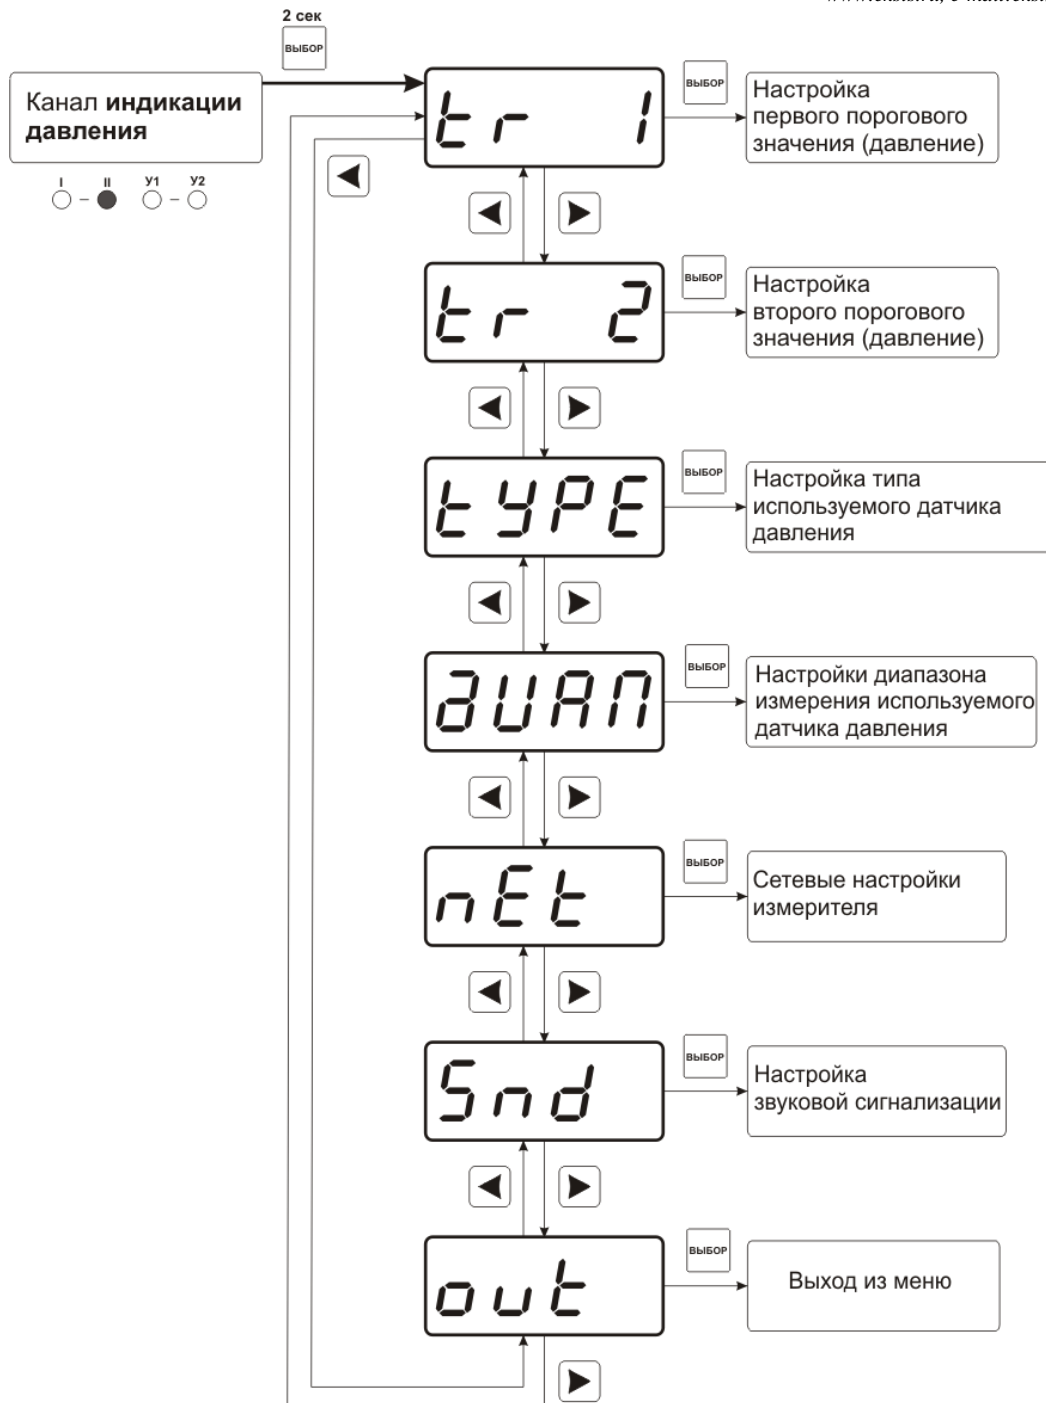 2 сек
ВЫБОР
Канал индикации
давления
I II У1 У2
tr 1
ВЫБОР
Настройка
первого порогового
значения (давление)
tr 2
ВЫБОР
Настройка
второго порогового
значения (давление)
tYPE
ВЫБОР
Настройка типа
используемого датчика
давления
ВЫБОР
Настройки диапазона
измерения используемого
датчика давления
nEt
ВЫБОР
Сетевые настройки
измерителя
Snd
ВЫБОР
Настройка
звуковой сигнализации
out
ВЫБОР
Выход из меню